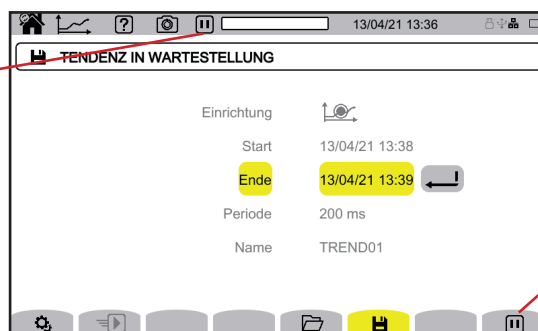 13/04/21 13:36
TENDENZ IN WARTESTELLUNG
Einrichtung
Start 13/04/21 13:38
Ende 13/04/21 13:39
Periode 200 ms
Name TREND01